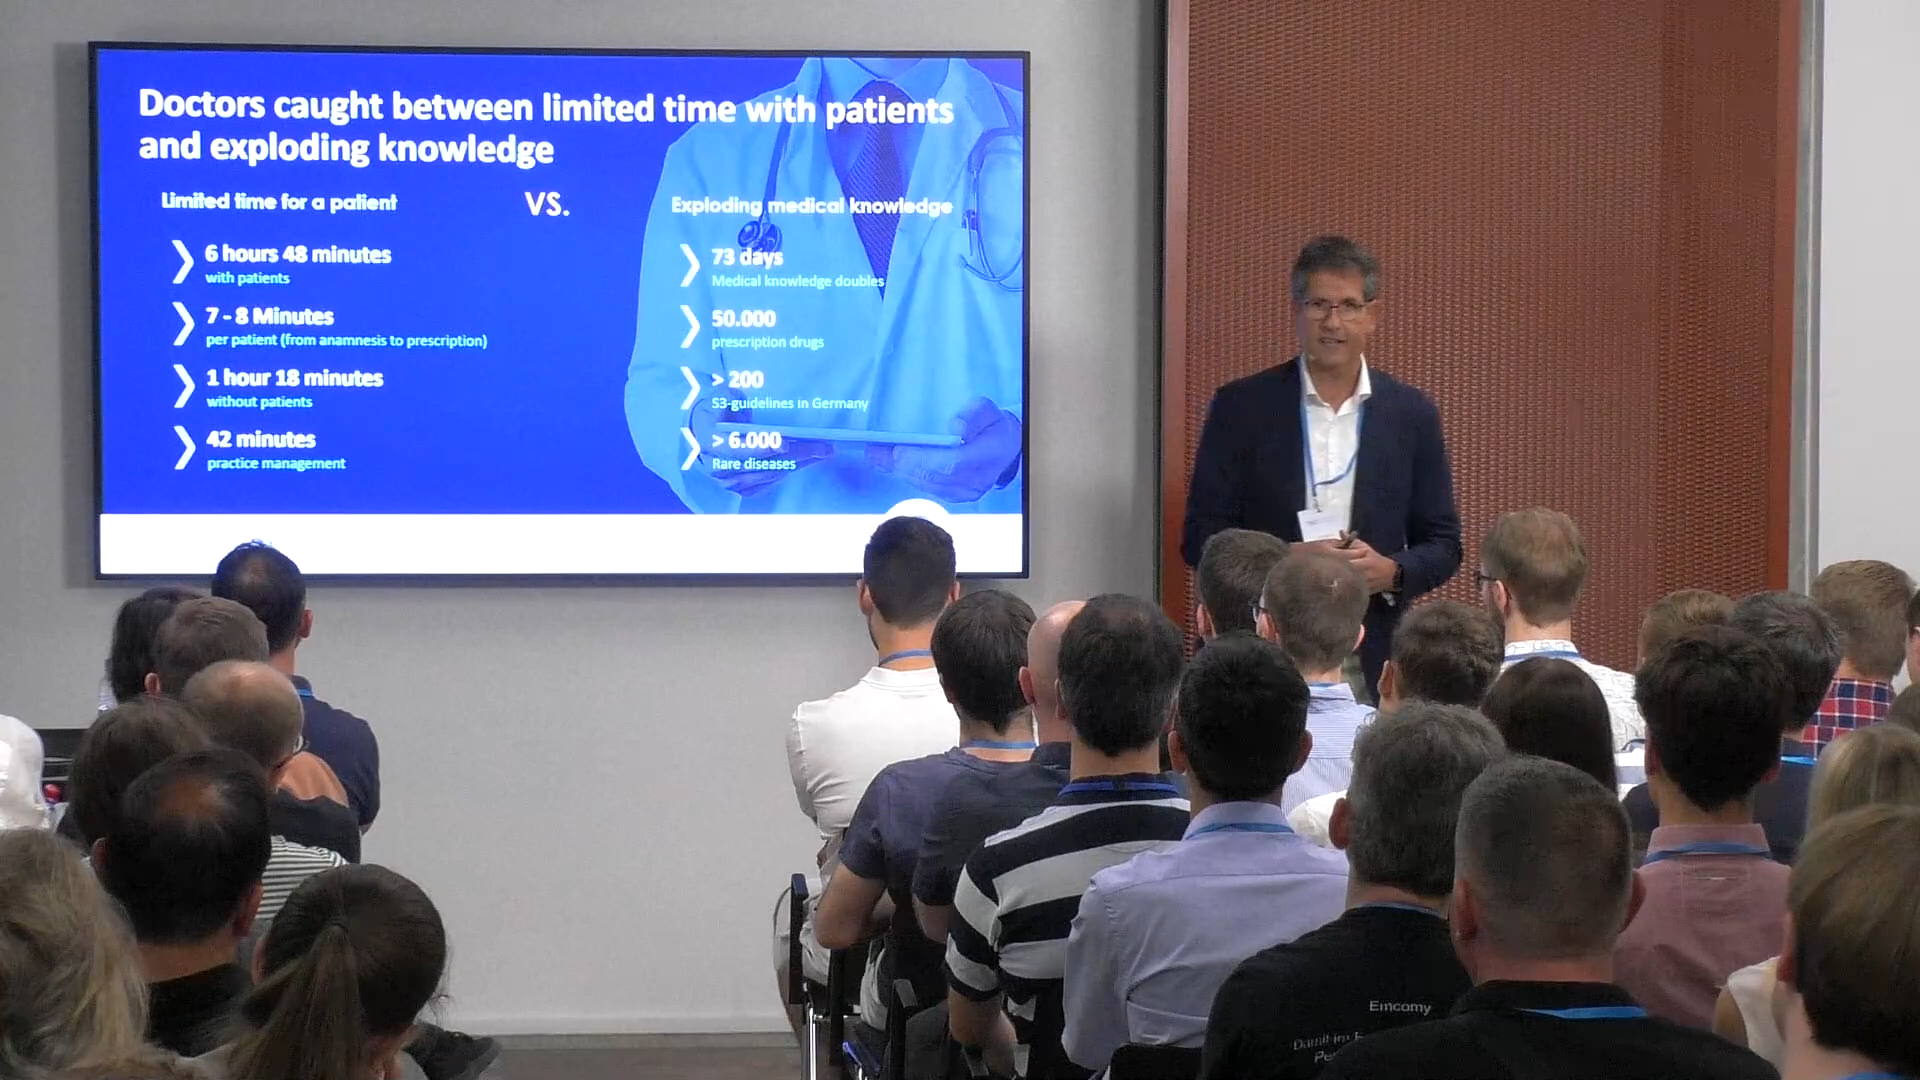 Doctors caught between limited time with patients
and exploding knowledge
Limited time for a patient
VS.
Exploding medical knowledge
6 hours 48 minutes
with patients
7 - 8 Minutes
per patient (from anamnesis to prescription)
1 hour 18 minutes
without patients
42 minutes
practice management
73 days
Medical knowledge doubles
50.000
prescription drugs
> 200
S3-guidelines in Germany
> 6.000
Rare diseases
Emcomy
Damit im